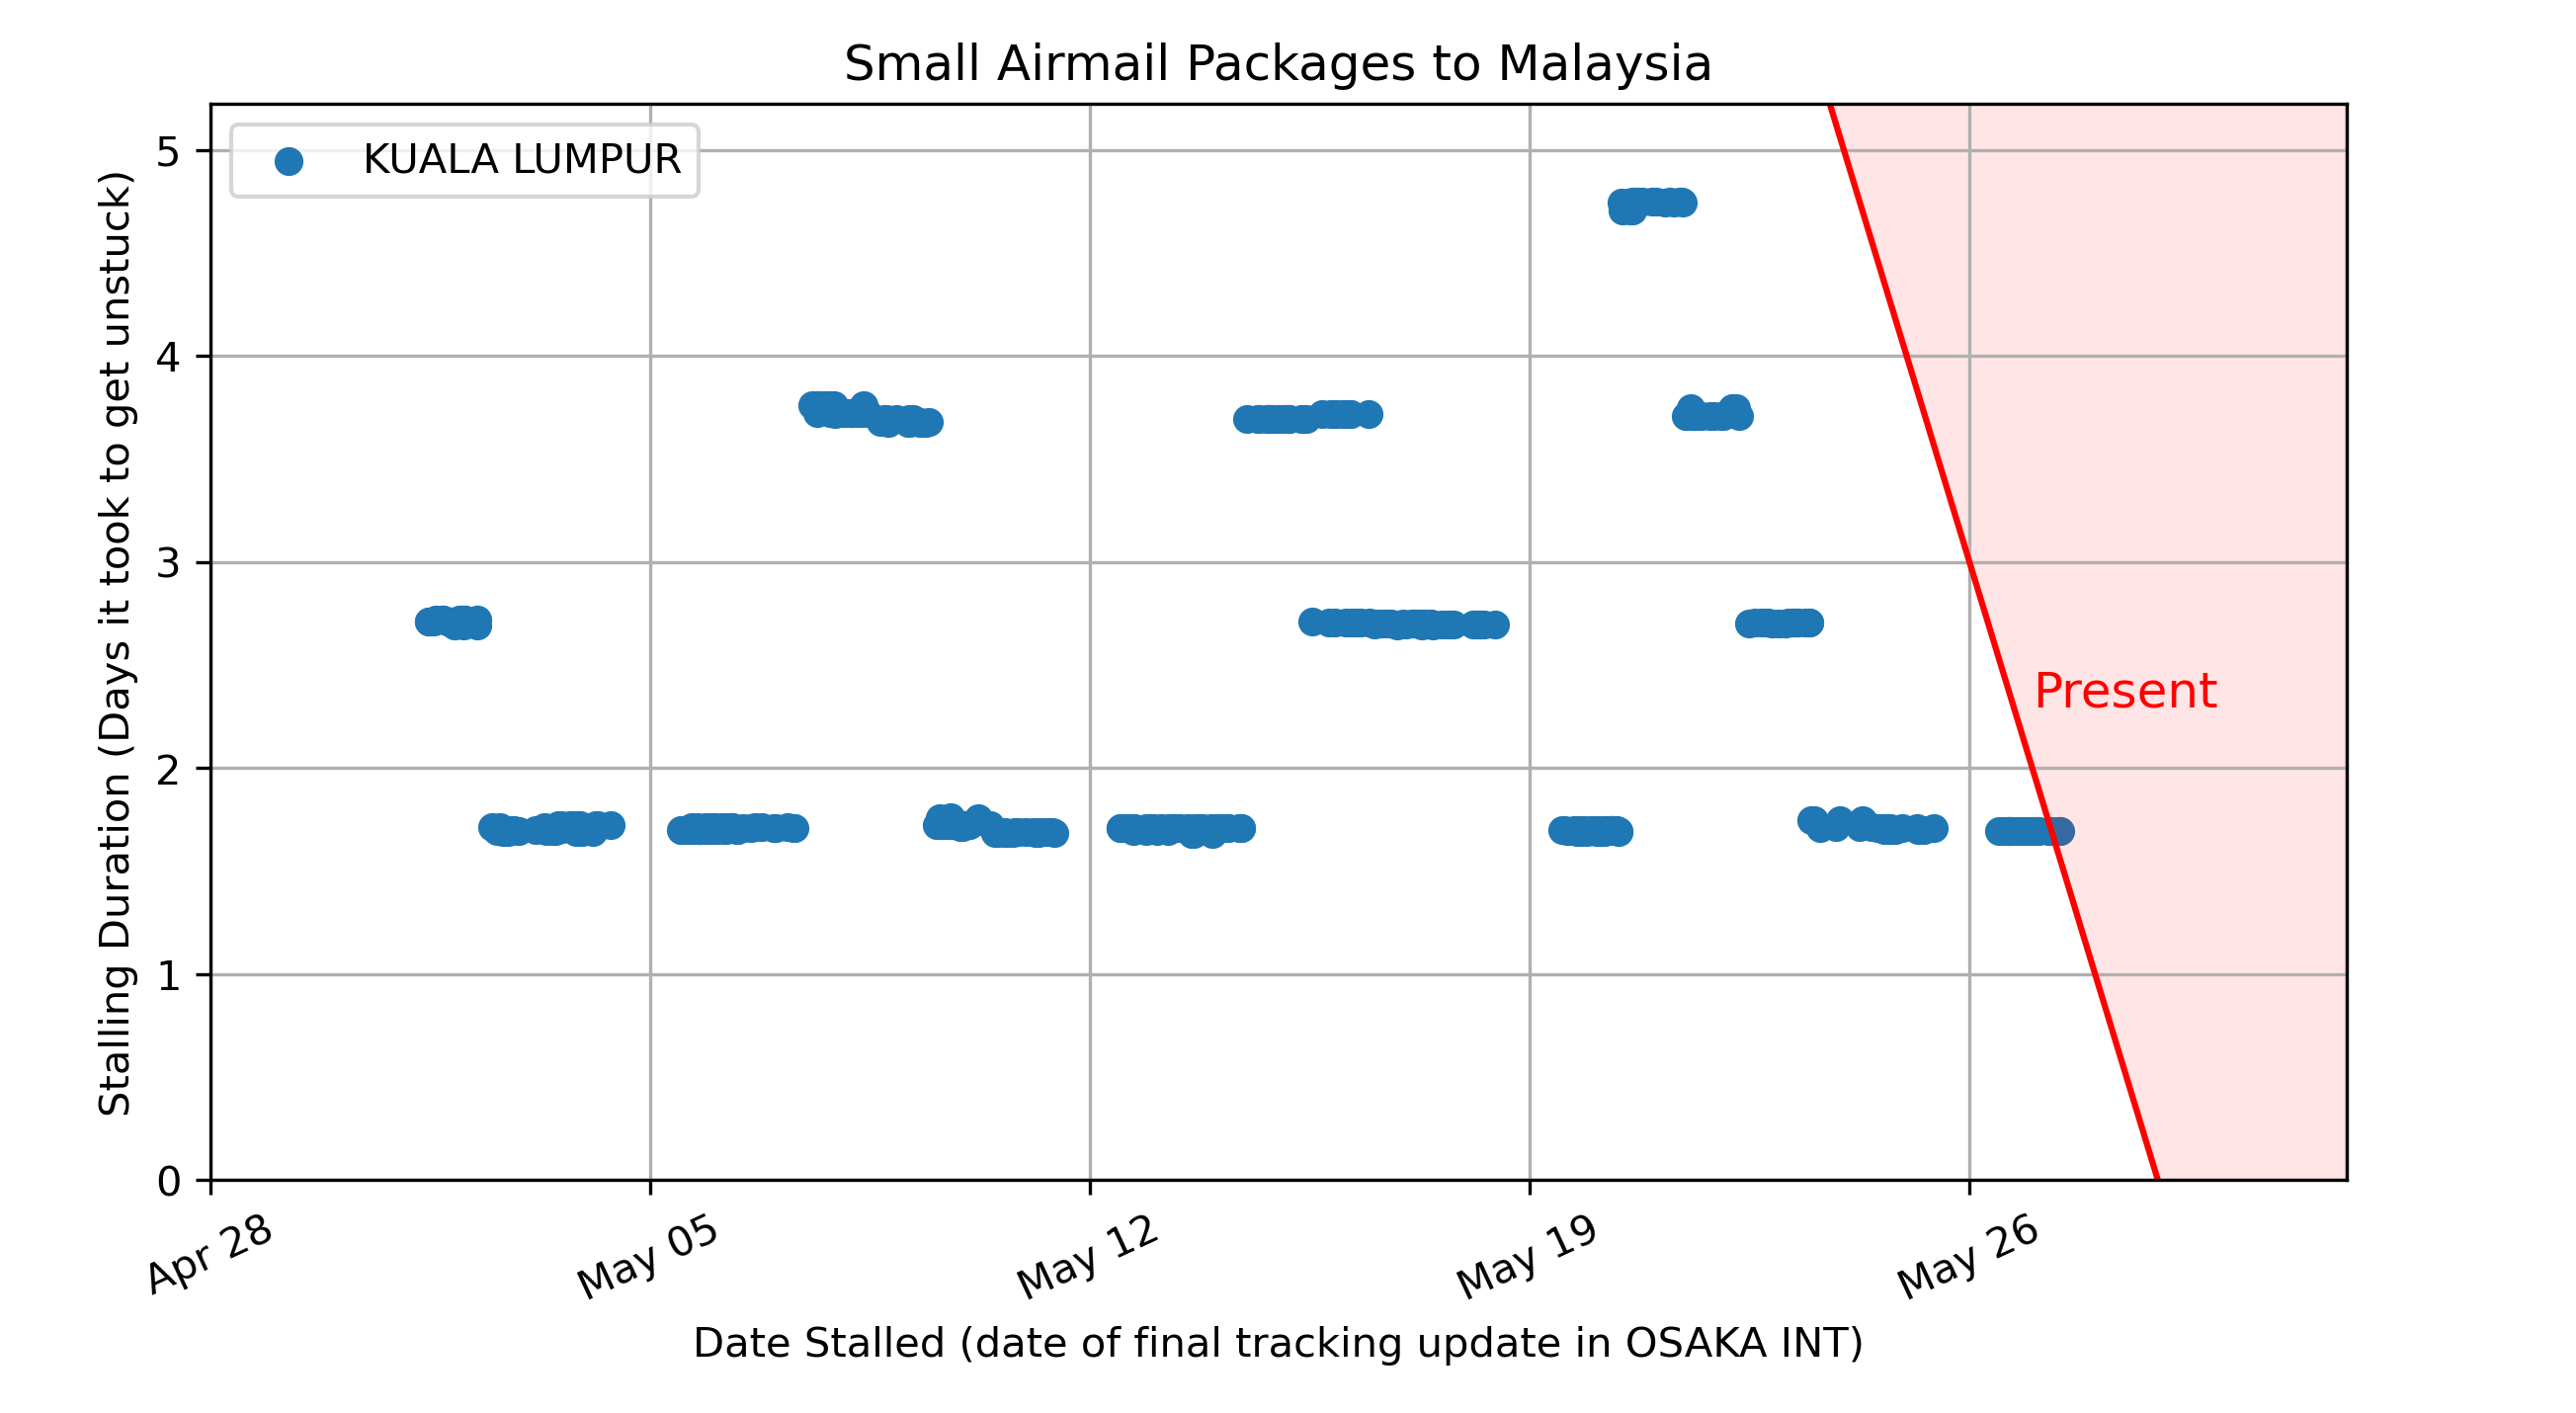 Small Airmail Packages to Malaysia
KUALA LUMPUR
Stalling Duration (Days it took to get unstuck)
5
4
3
2
1
0
Present
Apr 28
May 05
May 12
May 19
May 26
Date Stalled (date of final tracking update in OSAKA INT)